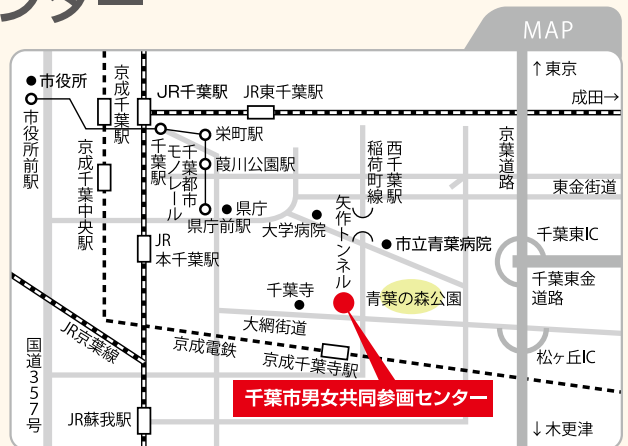 ンター
MAP
市役所
市役所前駅
京成千葉駅
京成千葉中央駅
JR千葉駅
JR東千葉駅
↑東京
成田→
千葉駅
千葉都市
モノレール
栄町駅
葭川公園駅
県庁
県庁前駅
大学病院
西千葉駅
稲荷町線
矢作トンネル
市立青葉病院
京葉道路
東金街道
千葉東IC
千葉東金
道路
JR
本千葉駅
千葉寺
青葉の森公園
大網街道
JR京葉線
京成電鉄
京成千葉寺駅
松ヶ丘IC
国道357号
千葉市男女共同参画センター
JR蘇我駅
↓木更津